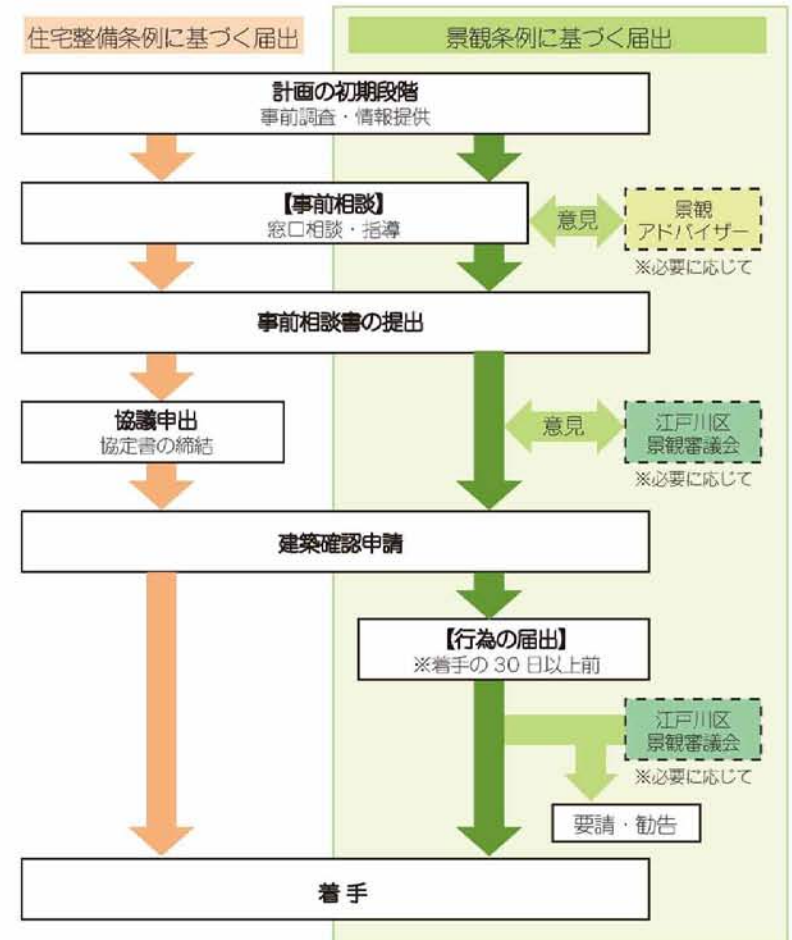 住宅整備条例に基づく届出
景観条例に基づく届出
計画の初期段階
事前調査・情報提供
【事前相談】
窓口相談・指導
意見
景観
アドバイザー
※必要に応じて
事前相談書の提出
協議申出
協定書の締結
意見
江戸川区
景観審議会
※必要に応じて
建築確認申請
【行為の届出】
※着手の 30 日以上前
江戸川区
景観審議会
※必要に応じて
要請・勧告
着 手